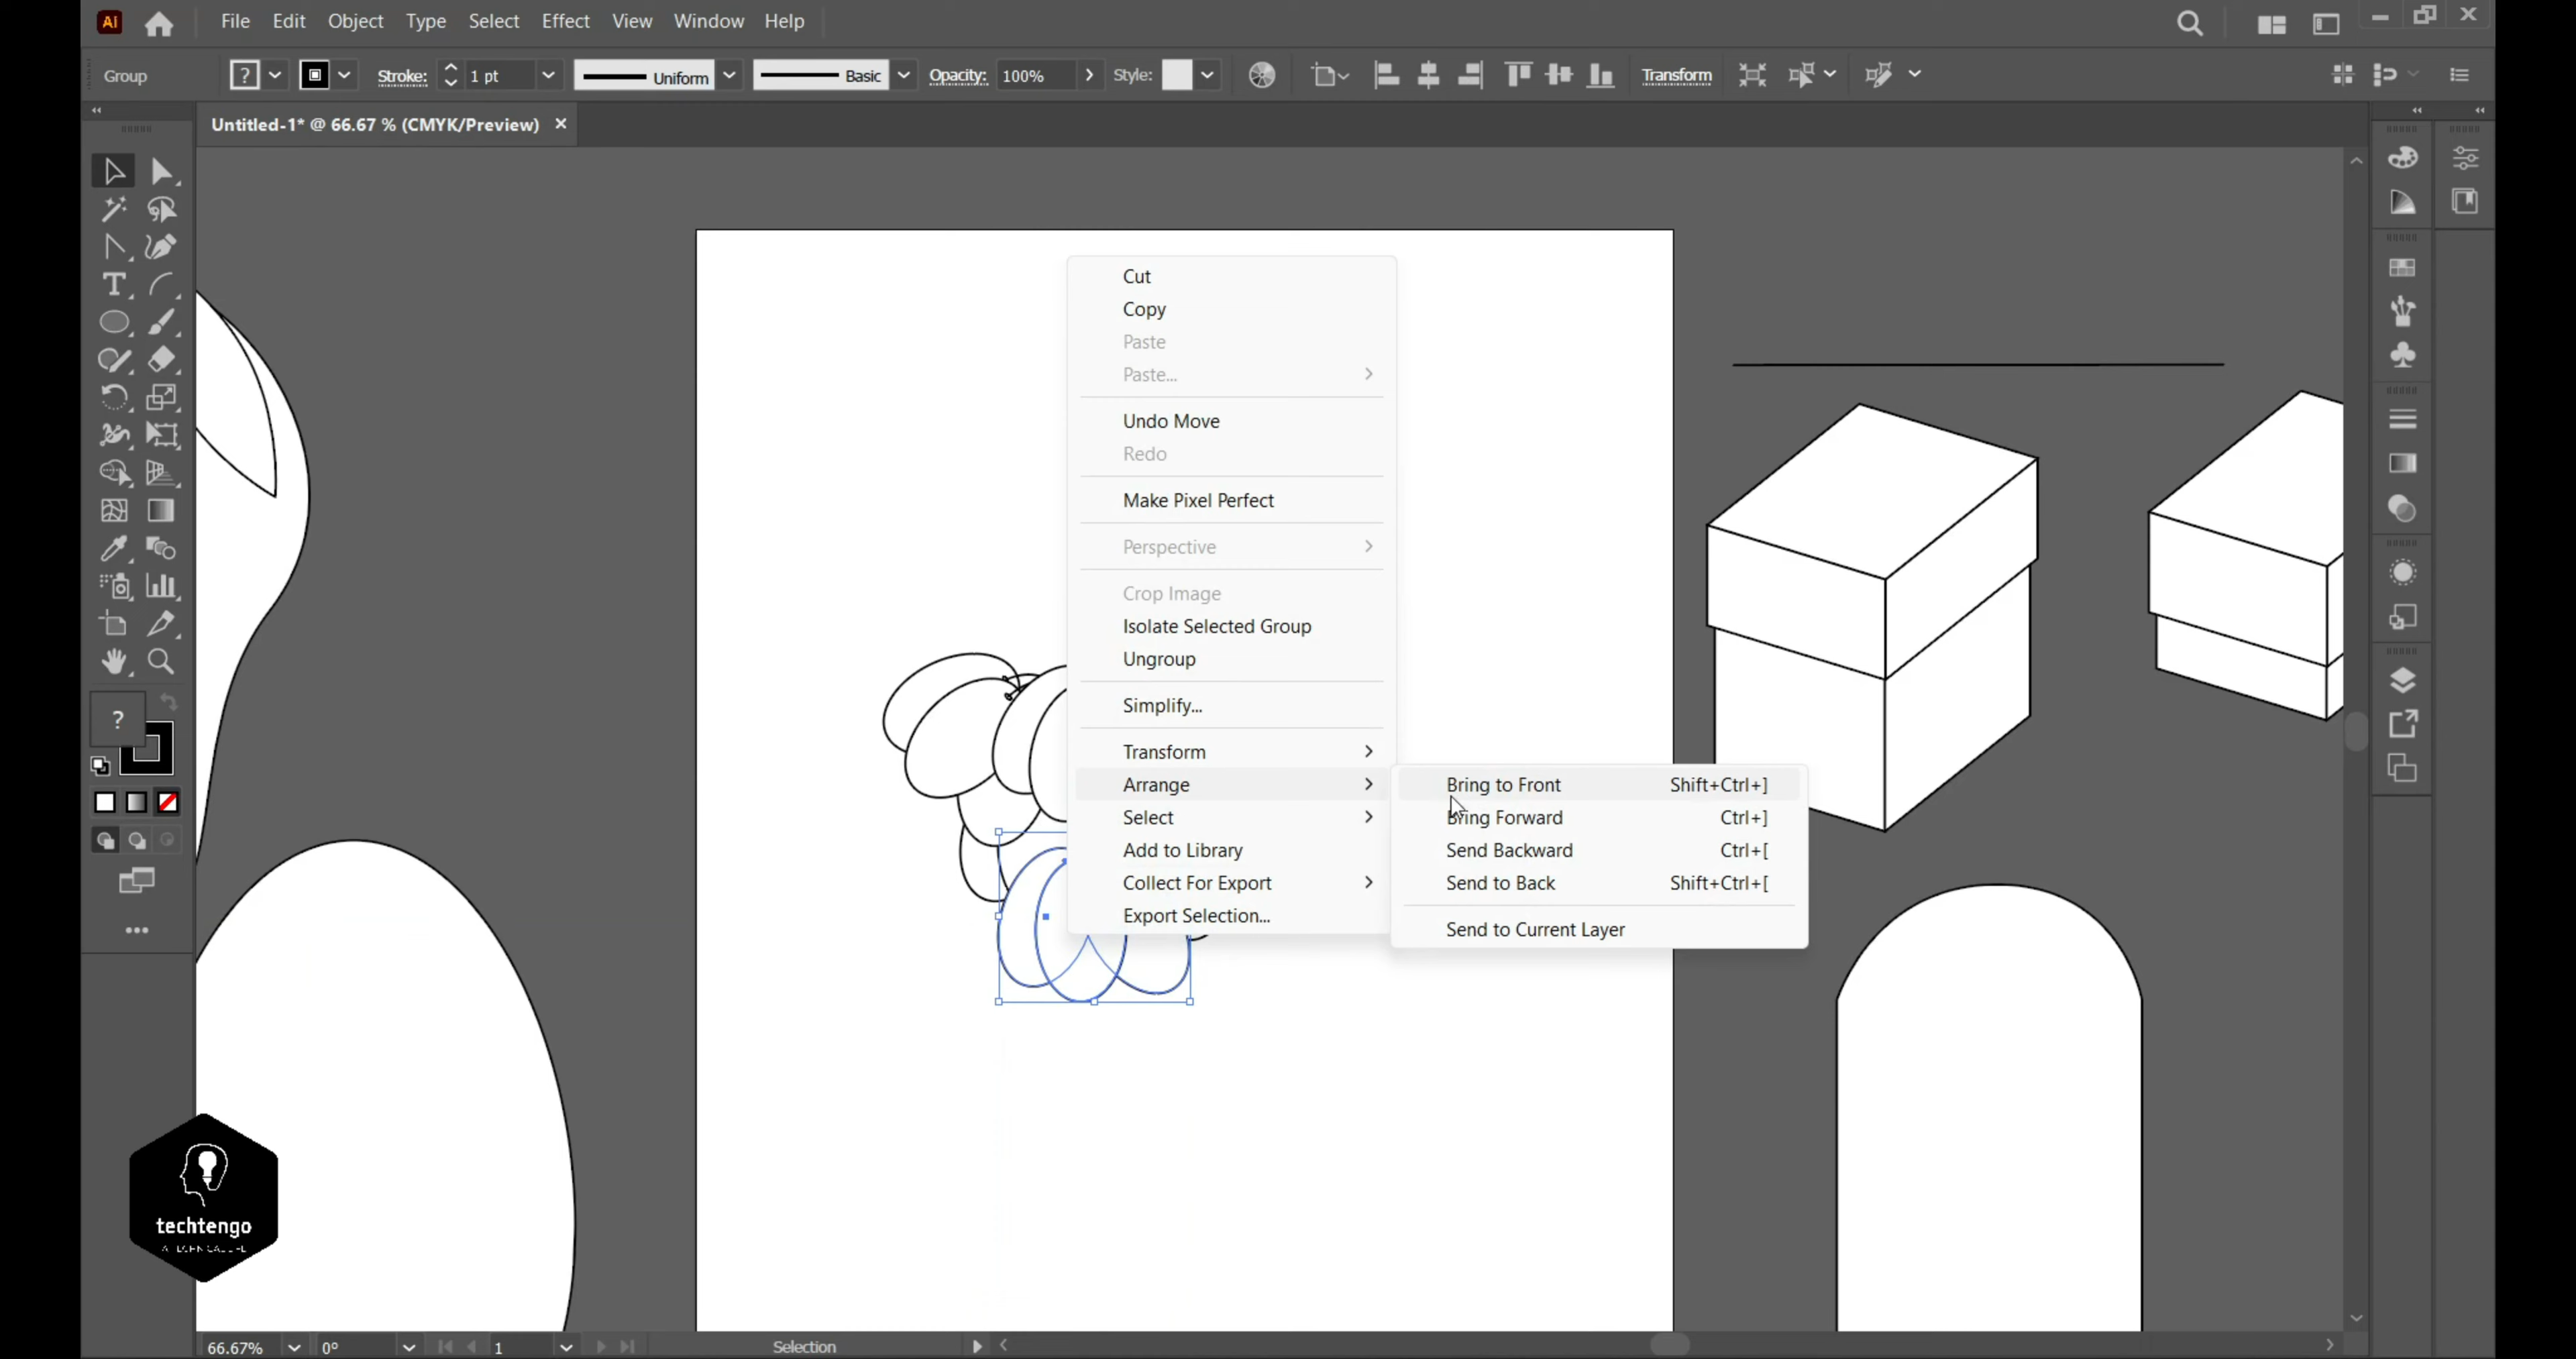 Ai File Edit Object Type Select Effect View Window Help
Group ? Stroke: 1 pt Uniform Basic Opacity: 100% Style: Transform
Untitled-1* @ 66.67 % (CMYK/Preview)
Cut
Copy
Paste
Paste...
Undo Move
Redo
Make Pixel Perfect
Perspective
Crop Image
Isolate Selected Group
Ungroup
Simplify...
Transform
Arrange
Select
Add to Library
Collect For Export
Export Selection...
Bring to Front Shift+Ctrl+]
Bring Forward Ctrl+]
Send Backward Ctrl+[
Send to Back Shift+Ctrl+[
Send to Current Layer
?
techtengo
66.67% 0° 1 Selection